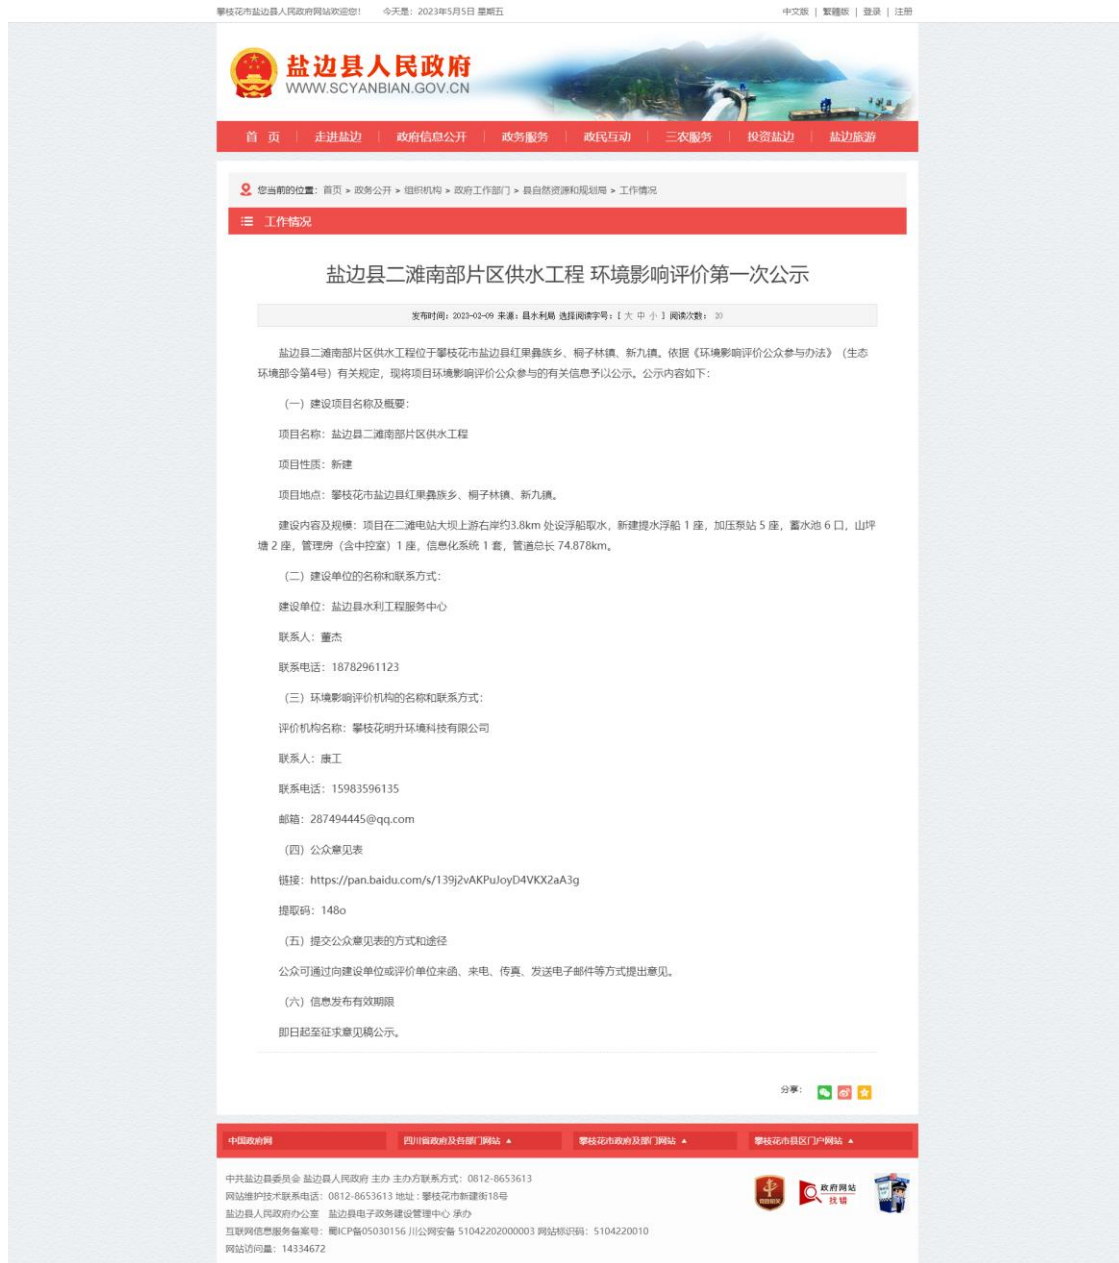 攀枝花市盐边县人民政府网站欢迎您! 今天是: 2023年5月5日 星期五 中文版 | 繁體版 | 登录 | 注册
盐边县人民政府
WWW.SCYANBIAN.GOV.CN
首 页 | 走进盐边 | 政府信息公开 | 政务服务 | 政民互动 | 三农服务 | 投资盐边 | 盐边旅游
您当前的位置: 首页 > 政务公开 > 组织机构 > 政府工作部门 > 县自然资源和规划局 > 工作情况
工作情况
盐边县二滩南部片区供水工程 环境影响评价第一次公示
发布时间: 2023-02-09 来源: 县水利局 选择阅读字号: [ 大 中 小 ] 阅读次数: 20
盐边县二滩南部片区供水工程位于攀枝花市盐边县红果彝族乡、桐子林镇、新九镇。依据《环境影响评价公众参与办法》（生态
环境部令第4号）有关规定，现将项目环境影响评价公众参与的有关信息予以公示。公示内容如下：
（一）建设项目名称及概要：
项目名称：盐边县二滩南部片区供水工程
项目性质：新建
项目地点：攀枝花市盐边县红果彝族乡、桐子林镇、新九镇。
建设内容及规模：项目在二滩电站大坝上游右岸约3.8km 处设浮船取水，新建提水浮船 1 座，加压泵站 5 座，蓄水池 6 口，山坪
塘 2 座，管理房（含中控室）1 座，信息化系统 1 套，管道总长 74.878km。
（二）建设单位的名称和联系方式：
建设单位：盐边县水利工程服务中心
联系人：董杰
联系电话：18782961123
（三）环境影响评价机构的名称和联系方式：
评价机构名称：攀枝花明升环境科技有限公司
联系人：康工
联系电话：15983596135
邮箱：287494445@qq.com
（四）公众意见表
链接：https://pan.baidu.com/s/139j2vAKPuJoyD4VKX2aA3g
提取码：148o
（五）提交公众意见表的方式和途径
公众可通过向建设单位或评价单位来函、来电、传真、发送电子邮件等方式提出意见。
（六）信息发布有效期限
即日起至征求意见稿公示。
分享：
中国政府网 四川省政府及各部门网站 ▲ 攀枝花市政府及部门网站 ▲ 攀枝花市县区门户网站 ▲
中共盐边县委员会 盐边县人民政府 主办 主办方联系方式：0812-8653613
网站维护技术联系电话：0812-8653613 地址：攀枝花市新建街18号
盐边县人民政府办公室 盐边县电子政务建设管理中心 承办
互联网信息服务备案号：蜀ICP备05030156 川公网安备 51042202000003 网站标识码：5104220010
网站访问量：14334672
党政机关
政府网站
找错